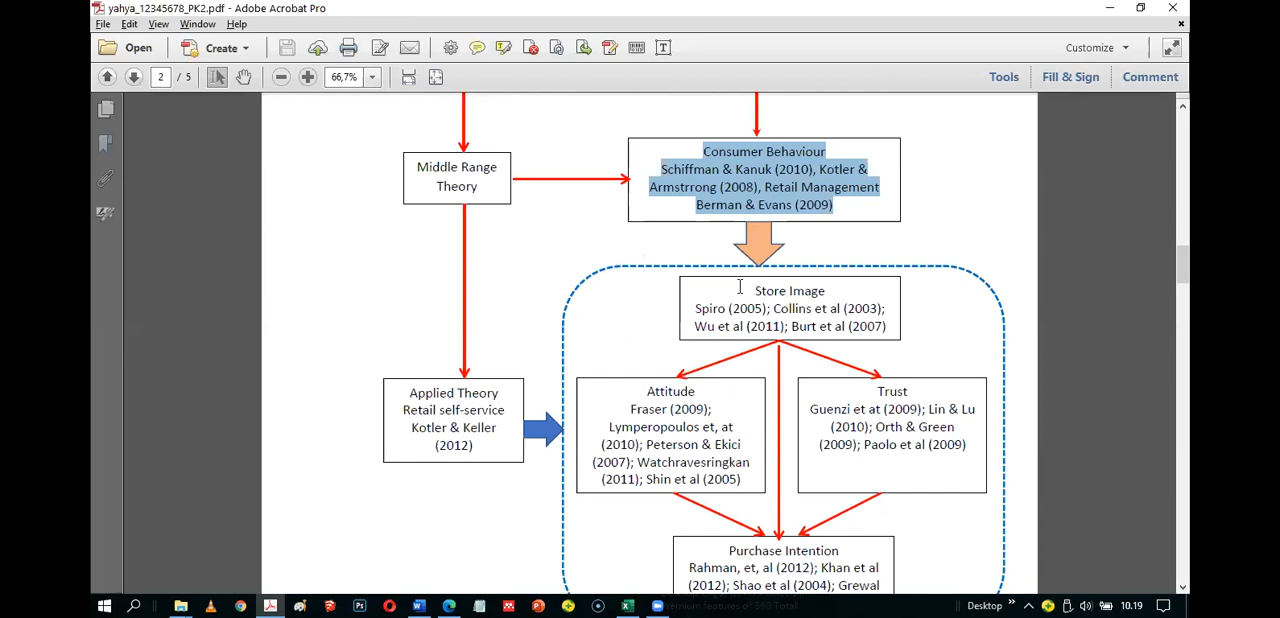 yahya_12345678_PK2.pdf - Adobe Acrobat Pro
File Edit View Window Help
Open
Create
Customize
2 / 5
66,7%
Tools
Fill & Sign
Comment
Middle Range
Theory
Consumer Behaviour
Schiffman & Kanuk (2010), Kotler &
Armstrrong (2008), Retail Management
Berman & Evans (2009)
Store Image
Spiro (2005); Collins et al (2003);
Wu et al (2011); Burt et al (2007)
Applied Theory
Retail self-service
Kotler & Keller
(2012)
Attitude
Fraser (2009);
Lymperopoulos et, at
(2010); Peterson & Ekici
(2007); Watchravesringkan
(2011); Shin et al (2005)
Trust
Guenzi et at (2009); Lin & Lu
(2010); Orth & Green
(2009); Paolo et al (2009)
Purchase Intention
Rahman, et, al (2012); Khan et al
(2012); Shao et al (2004); Grewal
Desktop
10.19